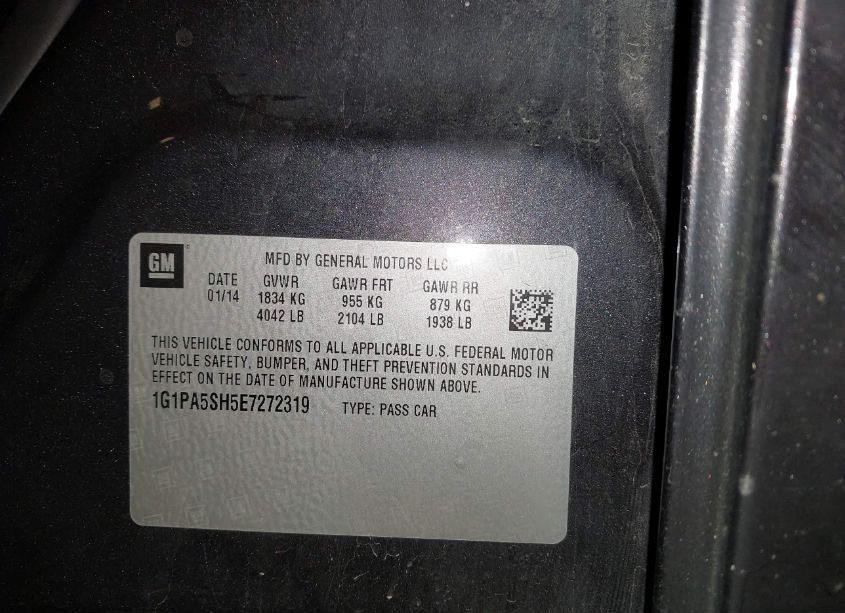 GM
MFD BY GENERAL MOTORS LLC
DATE GVWR GAWR FRT GAWR RR
01/14 1834 KG 955 KG 879 KG
4042 LB 2104 LB 1938 LB
THIS VEHICLE CONFORMS TO ALL APPLICABLE U.S. FEDERAL MOTOR
VEHICLE SAFETY, BUMPER, AND THEFT PREVENTION STANDARDS IN
EFFECT ON THE DATE OF MANUFACTURE SHOWN ABOVE.
1G1PA5SH5E7272319 TYPE: PASS CAR